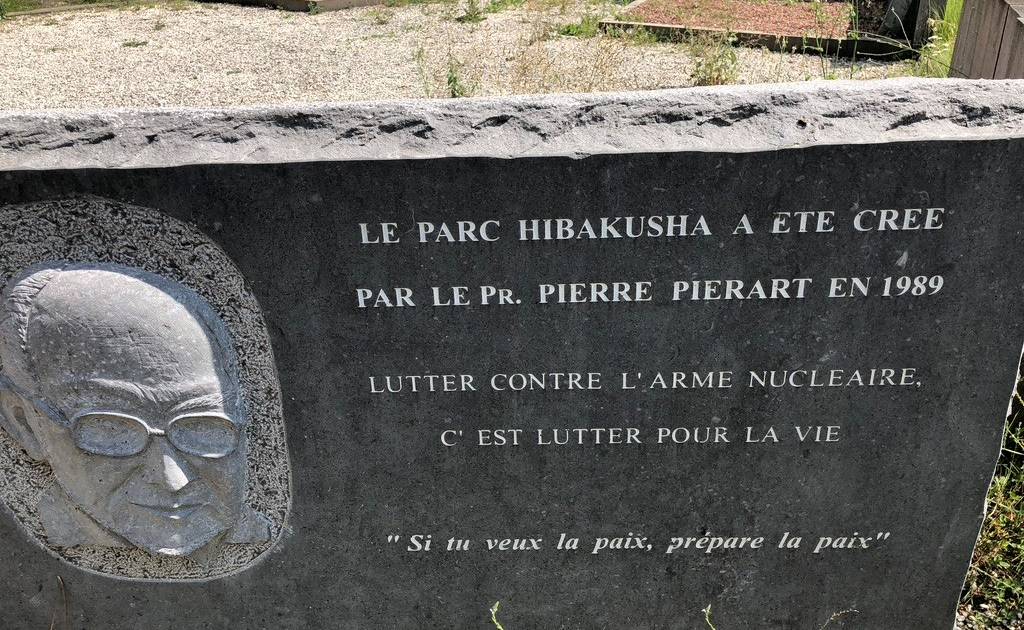 LE PARC HIBAKUSHA A ETE CREE
PAR LE PR. PIERRE PIERART EN 1989
LUTTER CONTRE L'ARME NUCLEAIRE,
C'EST LUTTER POUR LA VIE
"Si tu veux la paix, prépare la paix"